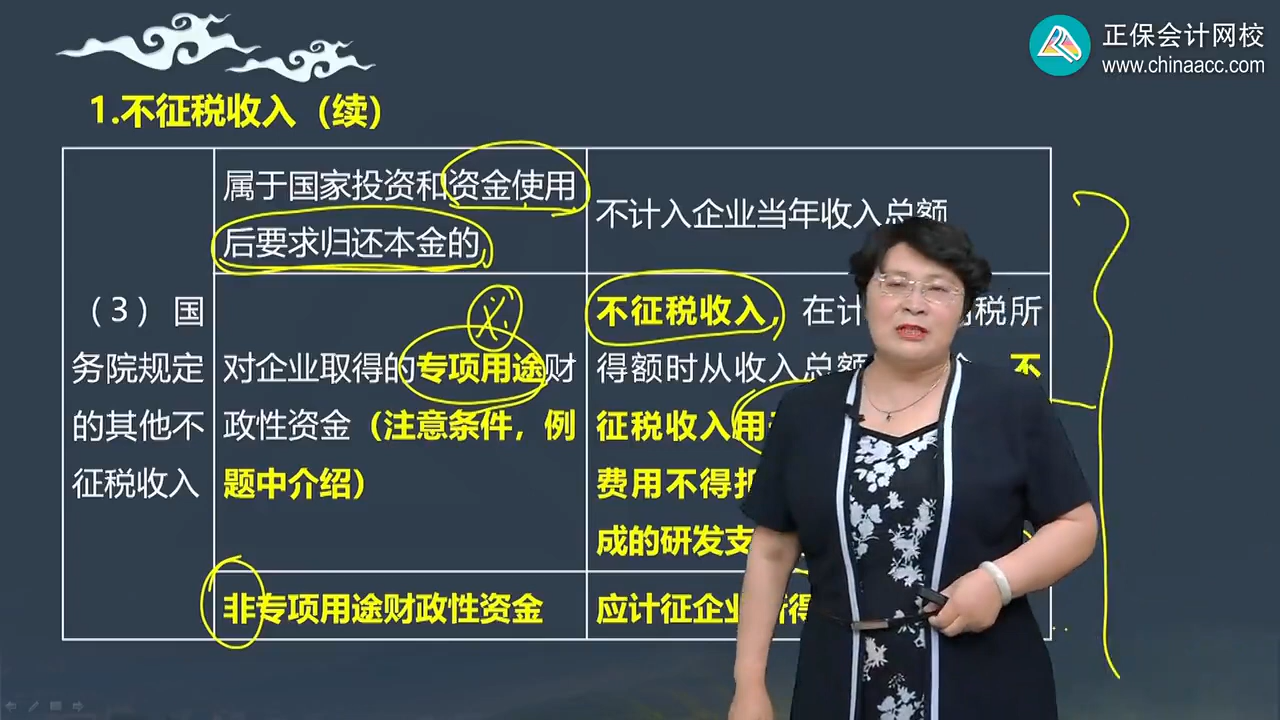 正保会计网校
www.chinaacc.com
1.不征税收入（续）
（3）国
务院规定
的其他不
征税收入
属于国家投资和资金使用
后要求归还本金的
不计入企业当年收入总额
对企业取得的专项用途财
政性资金（注意条件，例
题中介绍）
不征税收入，在计 税所
得额时从收入总额 不
征税收入用
费用不得
成的研发支
非专项用途财政性资金
应计征企业所得